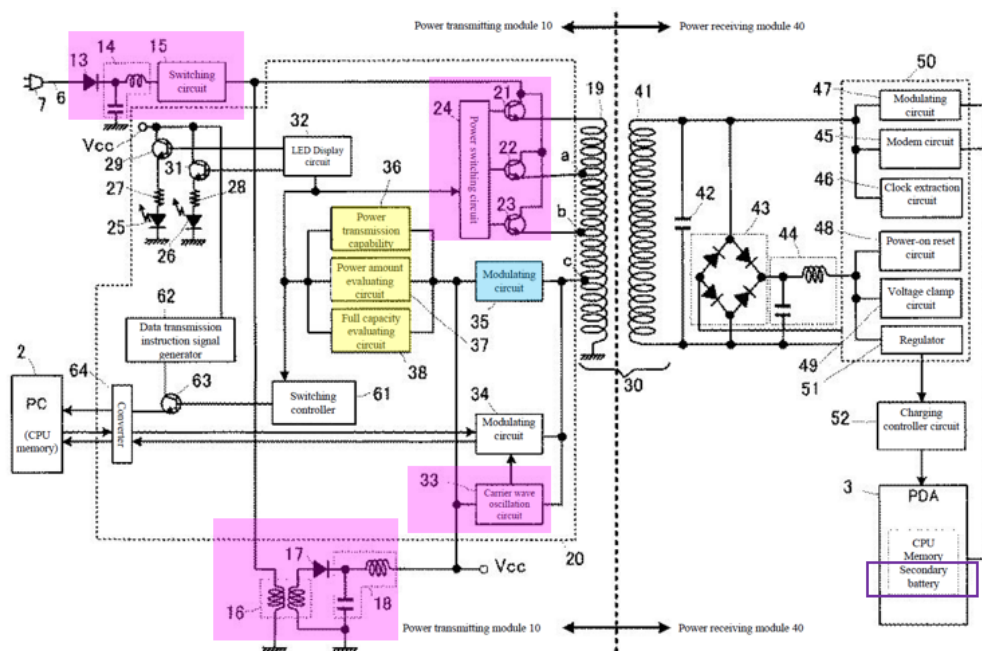 Power transmitting module 10
Power receiving module 40
13
14
15
Switching
circuit
7
6
Vcc
29
31
32
LED Display
circuit
27
28
25
26
24
Power switching circuit
21
22
23
19
41
a
b
c
42
43
44
50
47
Modulating
circuit
45
Modem circuit
46
Clock extraction
circuit
48
Power-on reset
circuit
Voltage clamp
circuit
49
Regulator
51
36
Power
transmission
capability
Power amount
evaluating
circuit
37
Full capacity
evaluating circuit
38
Modulating
circuit
35
62
Data transmission
instruction signal
generator
2
64
63
PC
(CPU
memory)
Converter
Switching
controller
61
34
Modulating
circuit
30
33
Carrier wave
oscillation
circuit
52
Charging
controller circuit
3
PDA
CPU
Memory
Secondary
battery
17
16
18
Vcc
20
Power transmitting module 10
Power receiving module 40